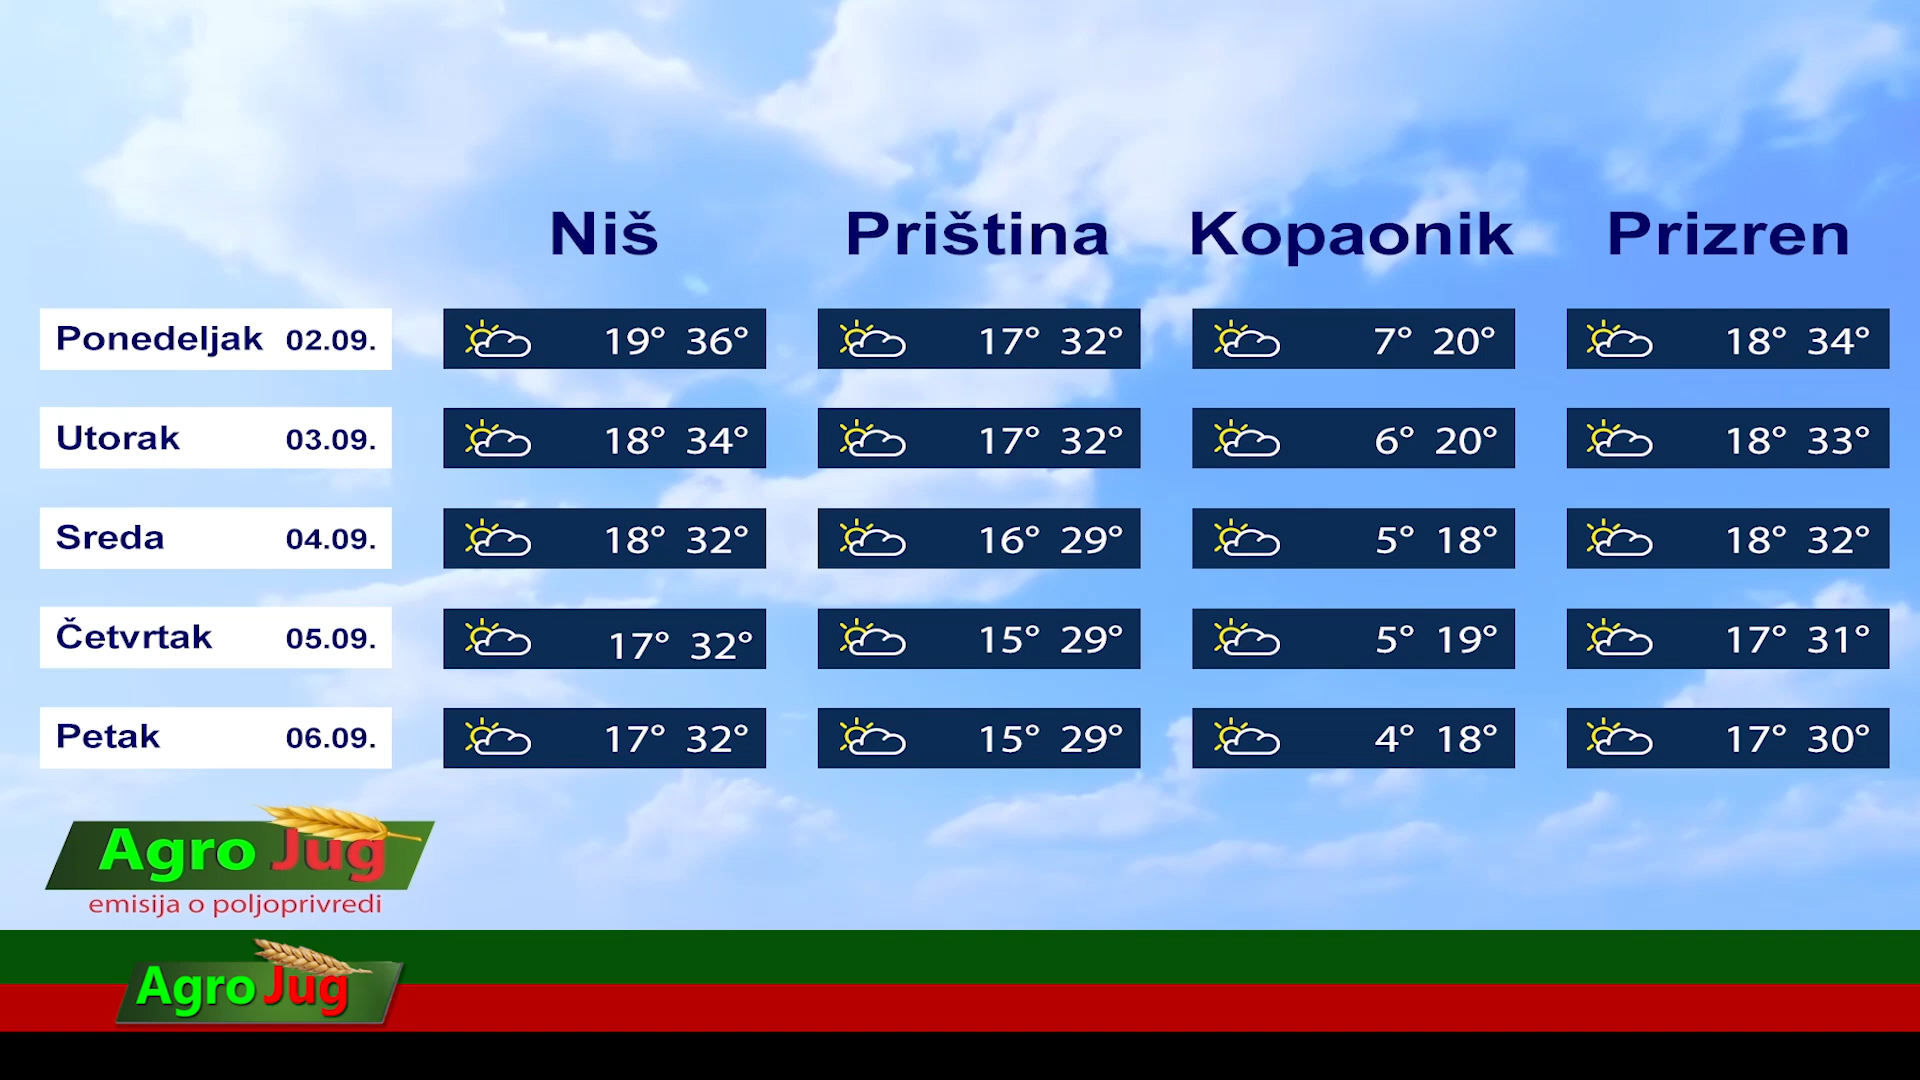 Niš Priština Kopaonik Prizren
Ponedeljak 02.09. 19° 36° 17° 32° 7° 20° 18° 34°
Utorak 03.09. 18° 34° 17° 32° 6° 20° 18° 33°
Sreda 04.09. 18° 32° 16° 29° 5° 18° 18° 32°
Četvrtak 05.09. 17° 32° 15° 29° 5° 19° 17° 31°
Petak 06.09. 17° 32° 15° 29° 4° 18° 17° 30°
Agro Jug
emisija o poljoprivredi
Agro Jug